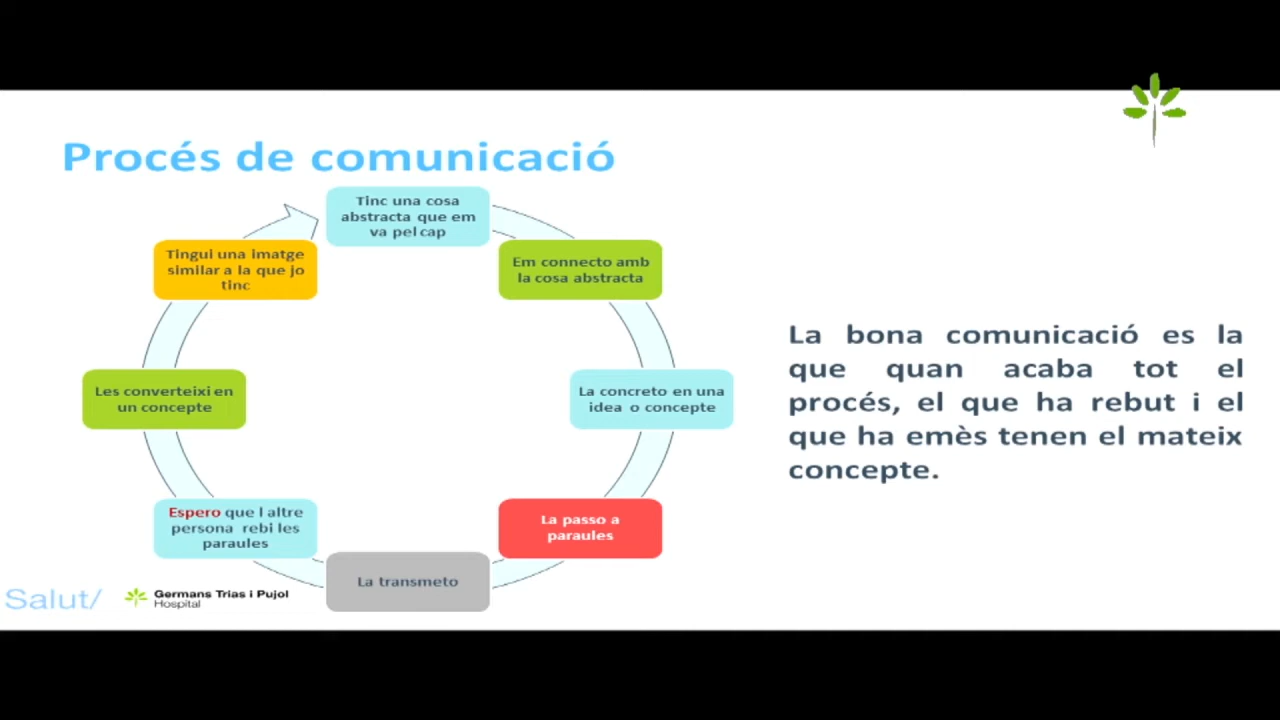 Procés de comunicació
Tinc una cosa
abstracta que em
va pel cap
Em connecto amb
la cosa abstracta
La concreto en una
idea o concepte
La passo a
paraules
La transmeto
Espero que l altre
persona rebi les
paraules
Les converteixi en
un concepte
Tingui una imatge
similar a la que jo
tinc
La bona comunicació es la
que quan acaba tot el
procés, el que ha rebut i el
que ha emès tenen el mateix
concepte.
Salut/
Germans Trias i Pujol
Hospital